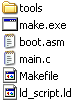 tools
make.exe
boot.asm
main.c
Makefile
ld_script.ld